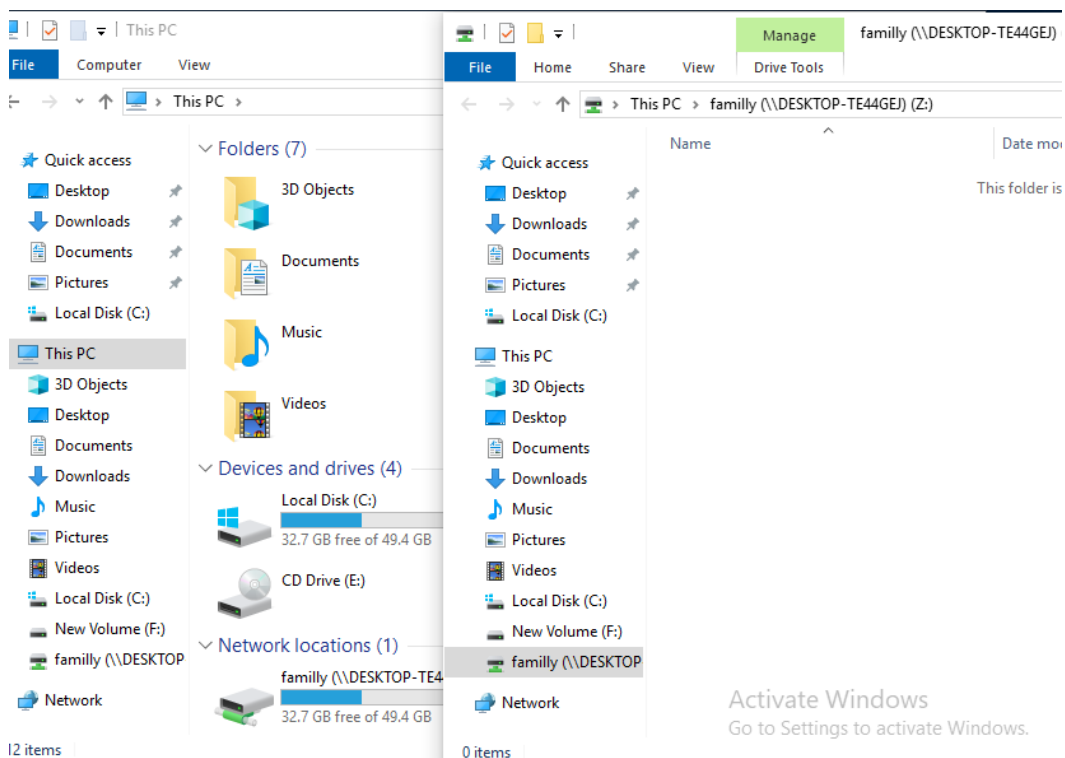 This PC
File Computer View
This PC
Quick access
Desktop
Downloads
Documents
Pictures
Local Disk (C:)
This PC
3D Objects
Desktop
Documents
Downloads
Music
Pictures
Videos
Local Disk (C:)
New Volume (F:)
familly (\\DESKTOP
Network
12 items
Folders (7)
3D Objects
Documents
Music
Videos
Devices and drives (4)
Local Disk (C:)
32.7 GB free of 49.4 GB
CD Drive (E:)
Network locations (1)
familly (\\DESKTOP-TE4
32.7 GB free of 49.4 GB
Manage familly (\\DESKTOP-TE44GEJ)
File Home Share View Drive Tools
This PC familly (\\DESKTOP-TE44GEJ) (Z:)
Quick access
Desktop
Downloads
Documents
Pictures
Local Disk (C:)
This PC
3D Objects
Desktop
Documents
Downloads
Music
Pictures
Videos
Local Disk (C:)
New Volume (F:)
familly (\\DESKTOP
Network
0 items
Name Date mo
This folder is
Activate Windows
Go to Settings to activate Windows.